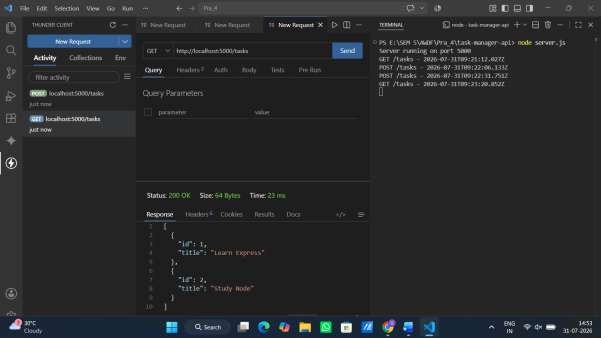 File Edit Selection View Go Run ... Pra_4
THUNDER CLIENT
New Request
Activity Collections Env
filter activity
POST localhost:5000/tasks
just now
GET localhost:5000/tasks
just now
New Request New Request New Request
GET http://localhost:5000/tasks Send
Query Headers 2 Auth Body Tests Pre Run
Query Parameters
parameter value
Status: 200 OK Size: 64 Bytes Time: 23 ms
Response Headers 6 Cookies Results Docs
1 [
2 {
3 "id": 1,
4 "title": "Learn Express"
5 },
6 {
7 "id": 2,
8 "title": "Study Node"
9 }
10 ]
TERMINAL node - task-manager-api
PS E:\SEM 5\AWDF\Pra_4\task-manager-api> node server.js
Server running on port 5000
GET /tasks - 2026-07-31T09:21:12.027Z
POST /tasks - 2026-07-31T09:22:06.133Z
POST /tasks - 2026-07-31T09:22:31.751Z
GET /tasks - 2026-07-31T09:23:20.852Z
30°C
Cloudy
Search
ENG
IN
14:53
31-07-2026